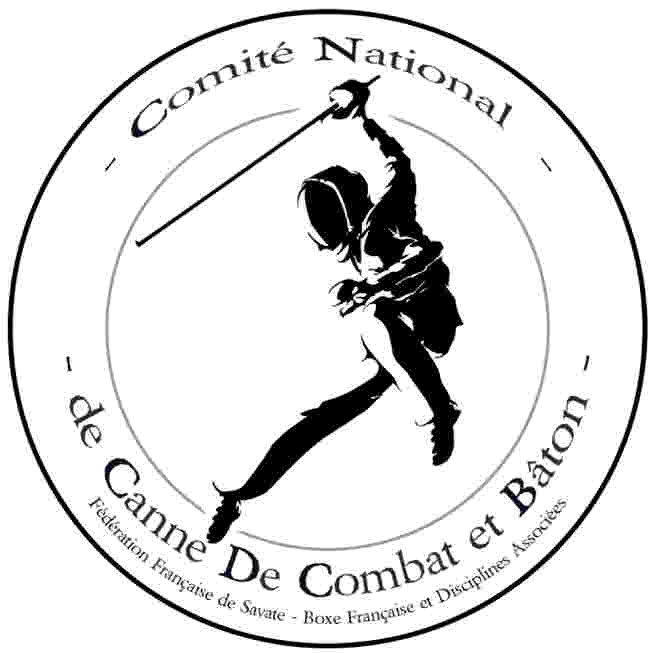 - Comité National -
- de Canne De Combat et Bâton -
Fédération Française de Savate - Boxe Française et Disciplines Associées